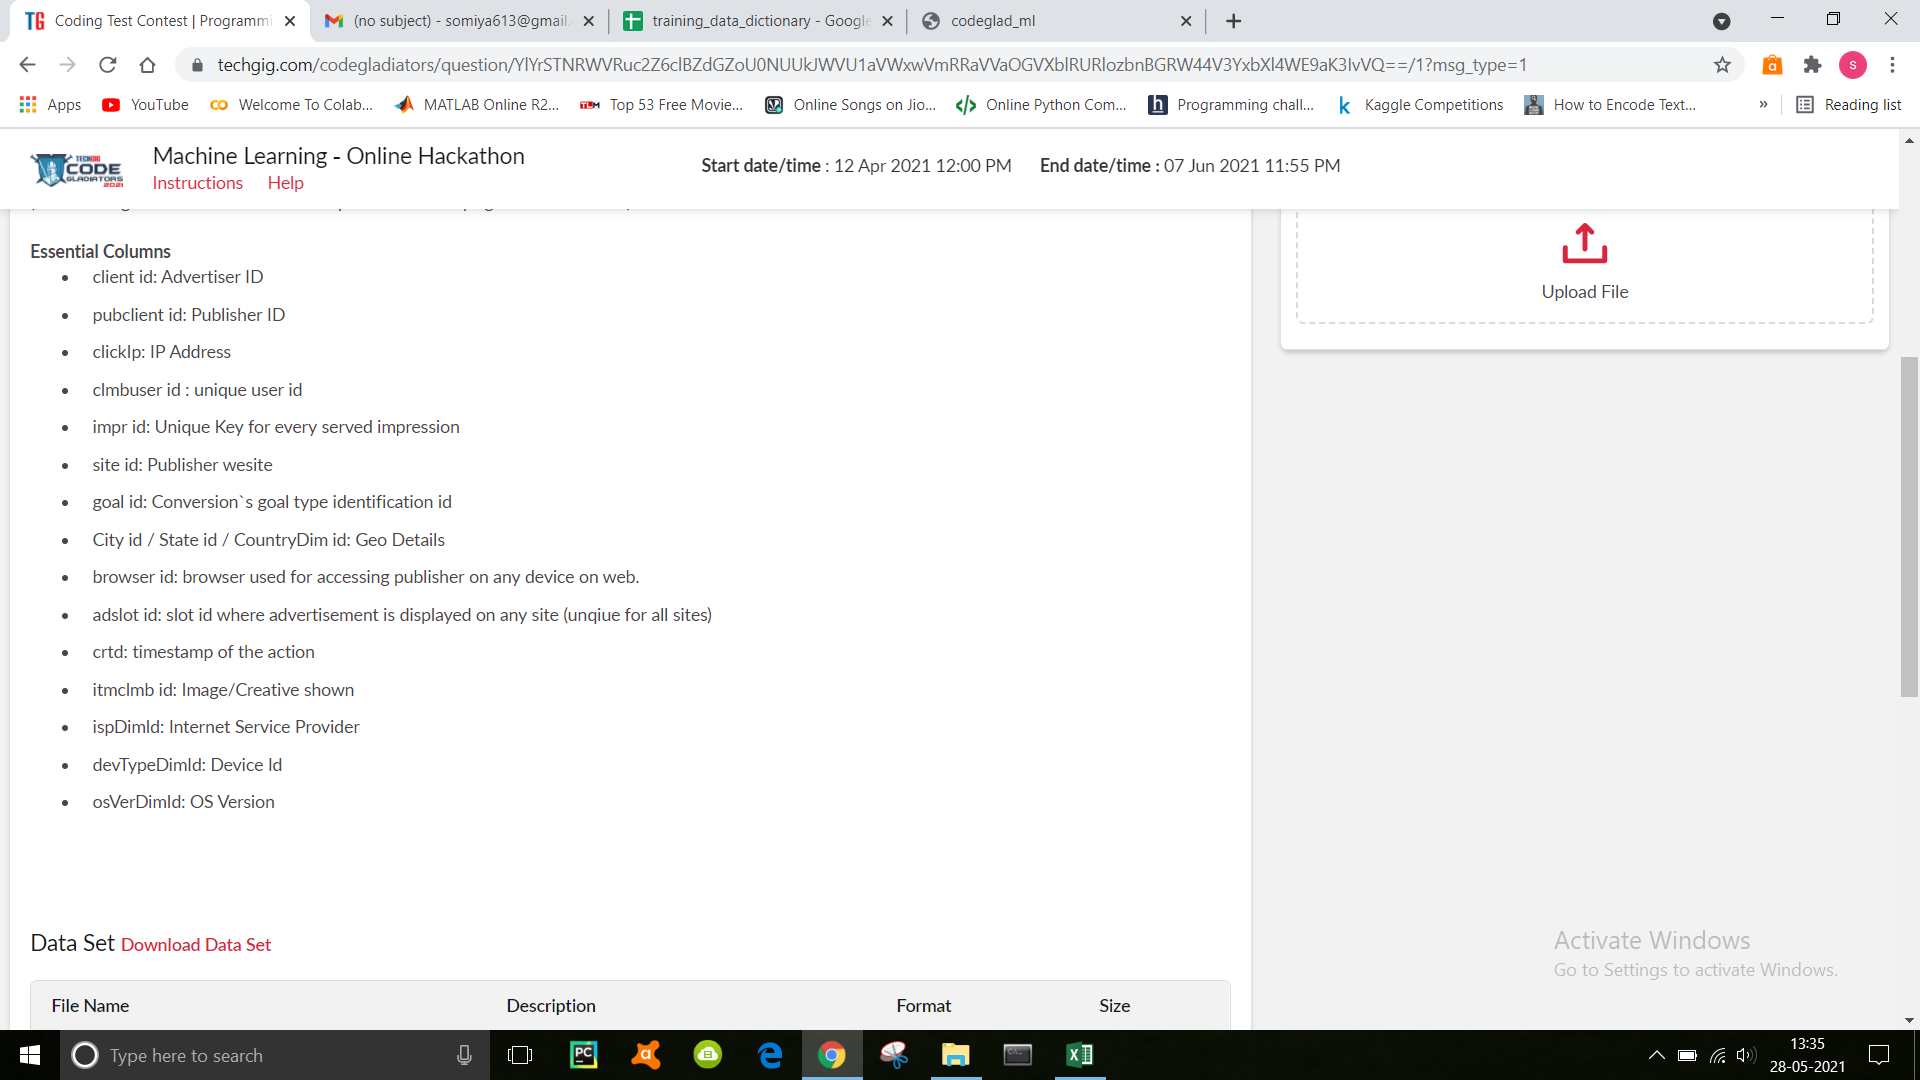 Coding Test Contest | Programmi
(no subject) - somiya613@gmail.
training_data_dictionary - Google
codeglad_ml
techgig.com/codegladiators/question/
/1?msg_type=1
Apps
YouTube
Welcome To Colab...
MATLAB Online R2...
Top 53 Free Movie...
Online Songs on Jio...
Online Python Com...
Programming chall...
Kaggle Competitions
How to Encode Text...
»
Reading list
TECHGIG
CODE
GLADIATORS
2021
Machine Learning - Online Hackathon
Instructions Help
Start date/time : 12 Apr 2021 12:00 PM End date/time : 07 Jun 2021 11:55 PM
Upload File
Essential Columns
• client id: Advertiser ID
• pubclient id: Publisher ID
• clickIp: IP Address
• clmbuser id : unique user id
• impr id: Unique Key for every served impression
• site id: Publisher wesite
• goal id: Conversion`s goal type identification id
• City id / State id / CountryDim id: Geo Details
• browser id: browser used for accessing publisher on any device on web.
• adslot id: slot id where advertisement is displayed on any site (unqiue for all sites)
• crtd: timestamp of the action
• itmclmb id: Image/Creative shown
• ispDimId: Internet Service Provider
• devTypeDimId: Device Id
• osVerDimId: OS Version
Data Set Download Data Set
File Name Description Format Size
Activate Windows
Go to Settings to activate Windows.
Type here to search
13:35
28-05-2021